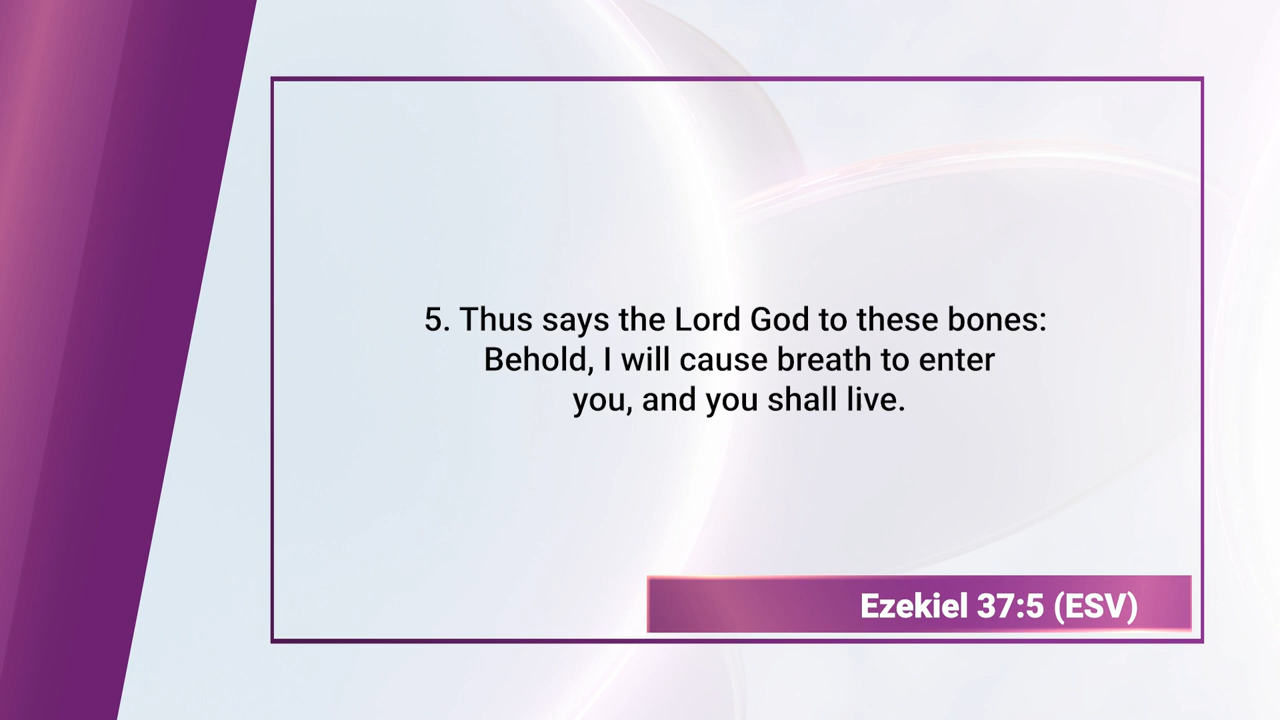 5. Thus says the Lord God to these bones:
Behold, I will cause breath to enter
you, and you shall live.
Ezekiel 37:5 (ESV)